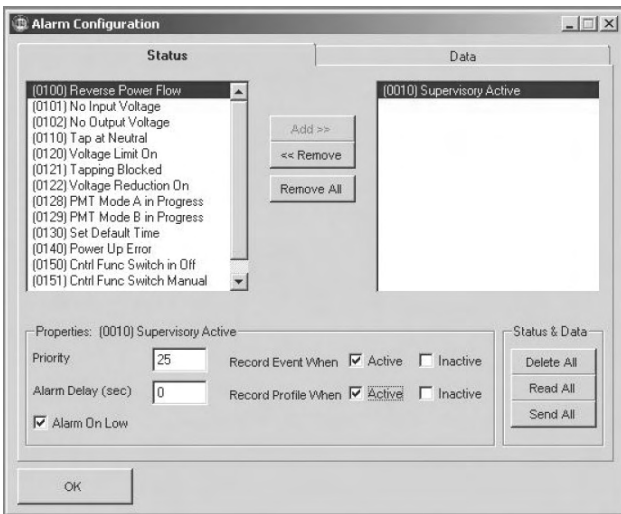 Alarm Configuration
Status
Data
(0100) Reverse Power Flow
(0101) No Input Voltage
(0102) No Output Voltage
(0110) Tap at Neutral
(0120) Voltage Limit On
(0121) Tapping Blocked
(0122) Voltage Reduction On
(0128) PMT Mode A in Progress
(0129) PMT Mode B in Progress
(0130) Set Default Time
(0140) Power Up Error
(0150) Cntrl Func Switch in Off
(0151) Cntrl Func Switch Manual
Add >>
<< Remove
Remove All
(0010) Supervisory Active
Properties: (0010) Supervisory Active
Priority 25 Record Event When Active Inactive
Alarm Delay (sec) 0 Record Profile When Active Inactive
Alarm On Low
Status & Data
Delete All
Read All
Send All
OK